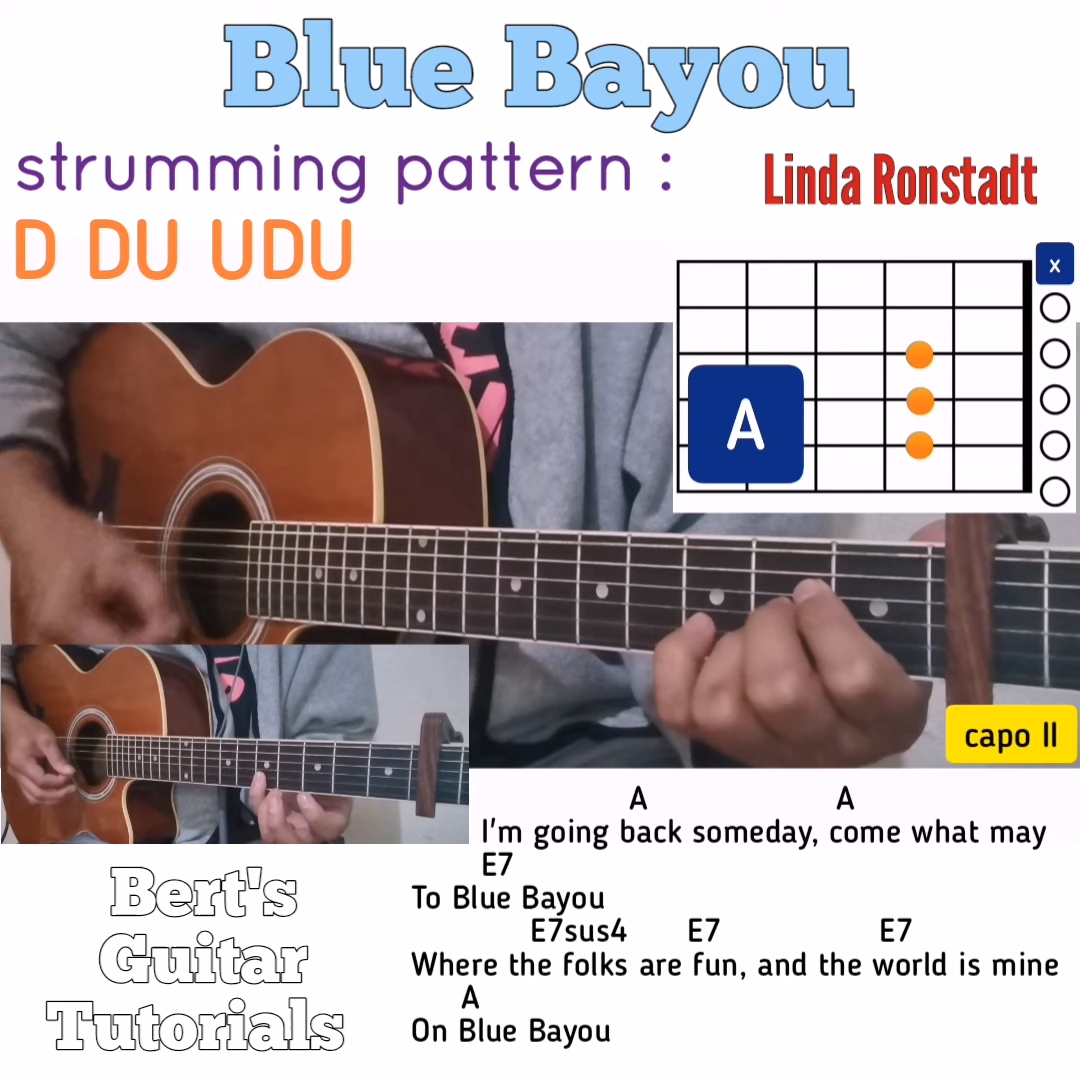 Blue Bayou
strumming pattern :
Linda Ronstadt
D DU UDU
x
A
capo II
A A
I'm going back someday, come what may
E7
To Blue Bayou
E7sus4 E7 E7
Where the folks are fun, and the world is mine
A
On Blue Bayou
Bert's
Guitar
Tutorials